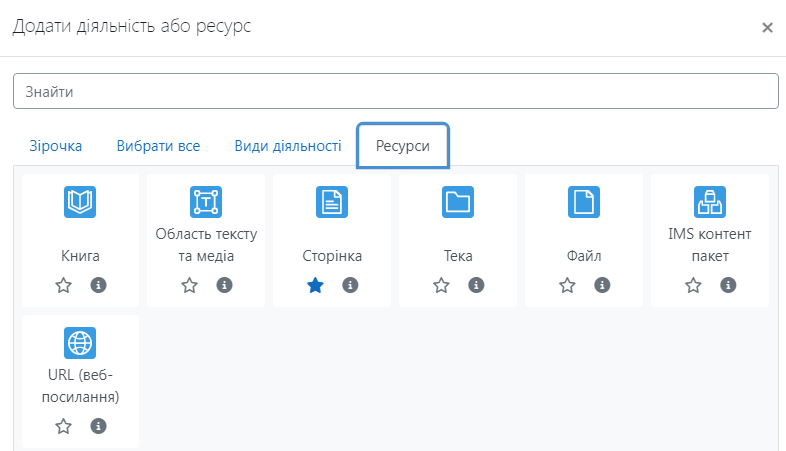 Додати діяльність або ресурс
×
Знайти
Зірочка Вибрати все Види діяльності Ресурси
Книга
Область тексту
та медіа
Сторінка
Тека
Файл
IMS контент
пакет
URL (веб-
посилання)